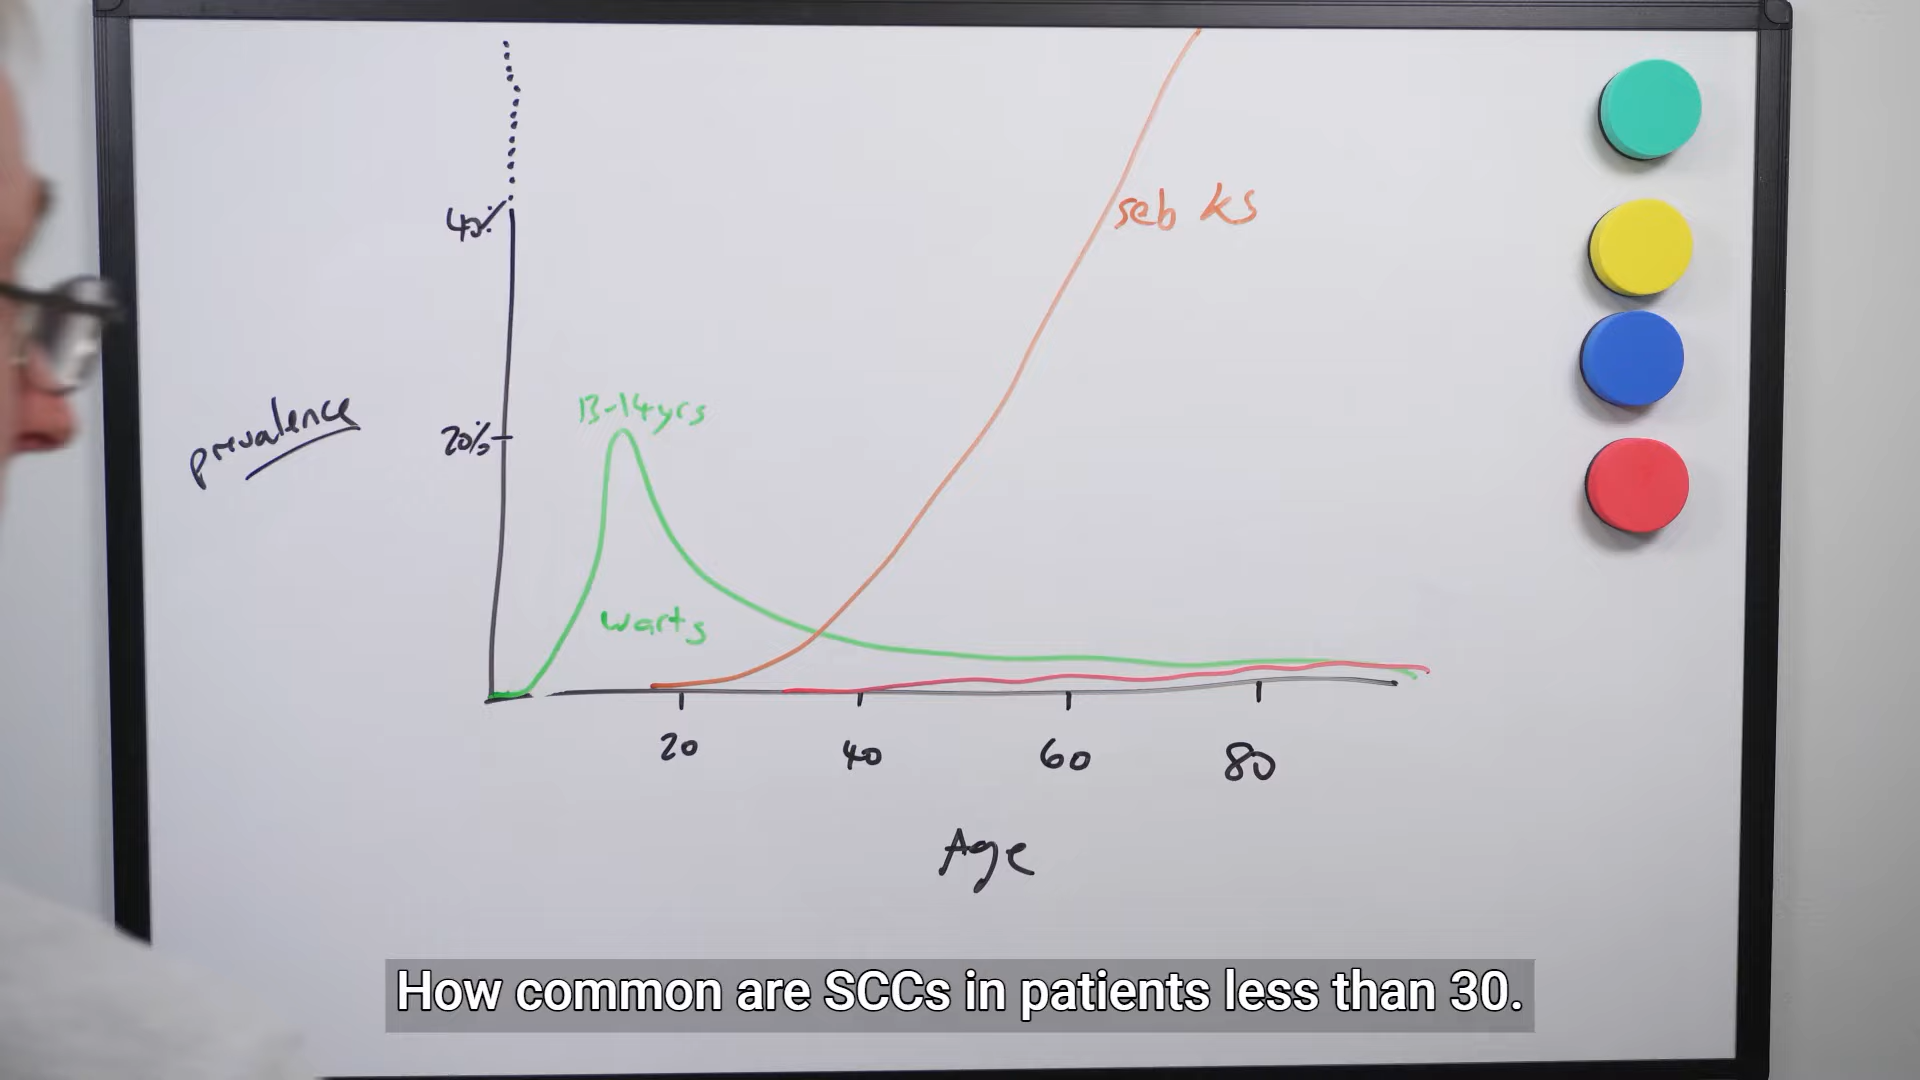 40%
seb ks
13-14yrs
prevalence
20%
warts
20
40
60
80
Age
How common are SCCs in patients less than 30.